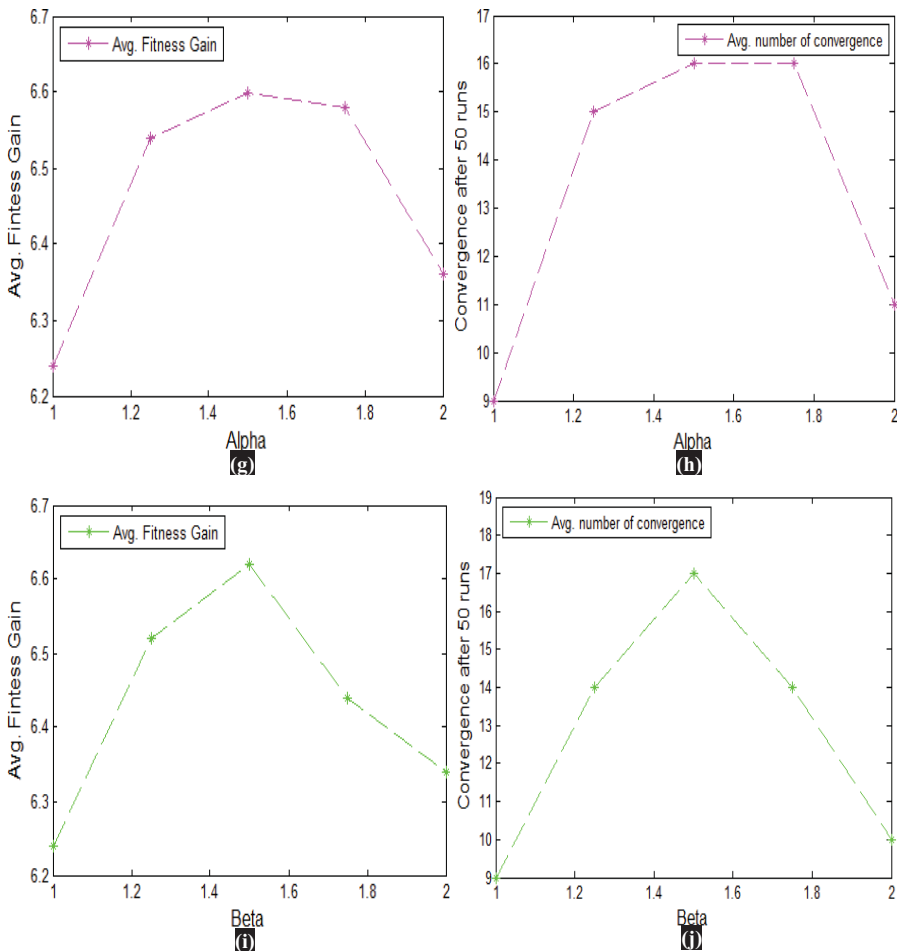 6.7
6.6
6.5
6.4
6.3
6.2
Avg. Fintess Gain
Avg. Fitness Gain
1 1.2 1.4 1.6 1.8 2
Alpha
(g)
17
16
15
14
13
12
11
10
9
Convergence after 50 runs
Avg. number of convergence
1 1.2 1.4 1.6 1.8 2
Alpha
(h)
6.7
6.6
6.5
6.4
6.3
6.2
Avg. Fintess Gain
Avg. Fitness Gain
1 1.2 1.4 1.6 1.8 2
Beta
(i)
19
18
17
16
15
14
13
12
11
10
9
Convergence after 50 runs
Avg. number of convergence
1 1.2 1.4 1.6 1.8 2
Beta
(j)